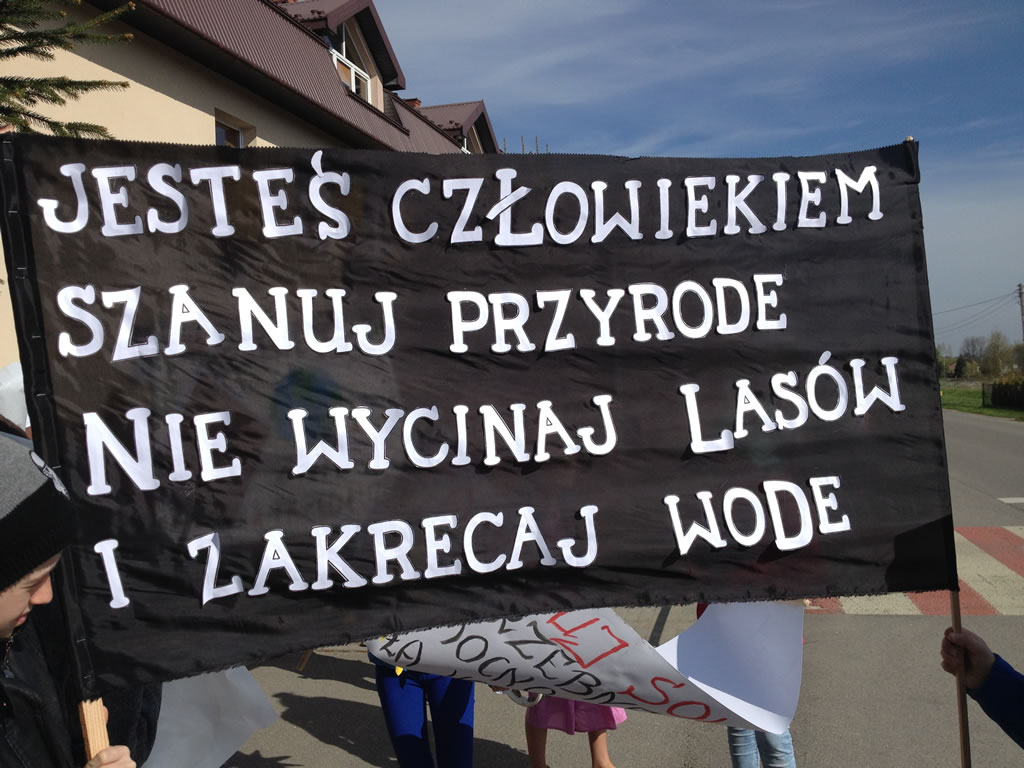 JESTEŚ CZŁOWIEKIEM
SZANUJ PRZYRODE
NIE WYCINAJ LASÓW
I ZAKRECAJ WODE